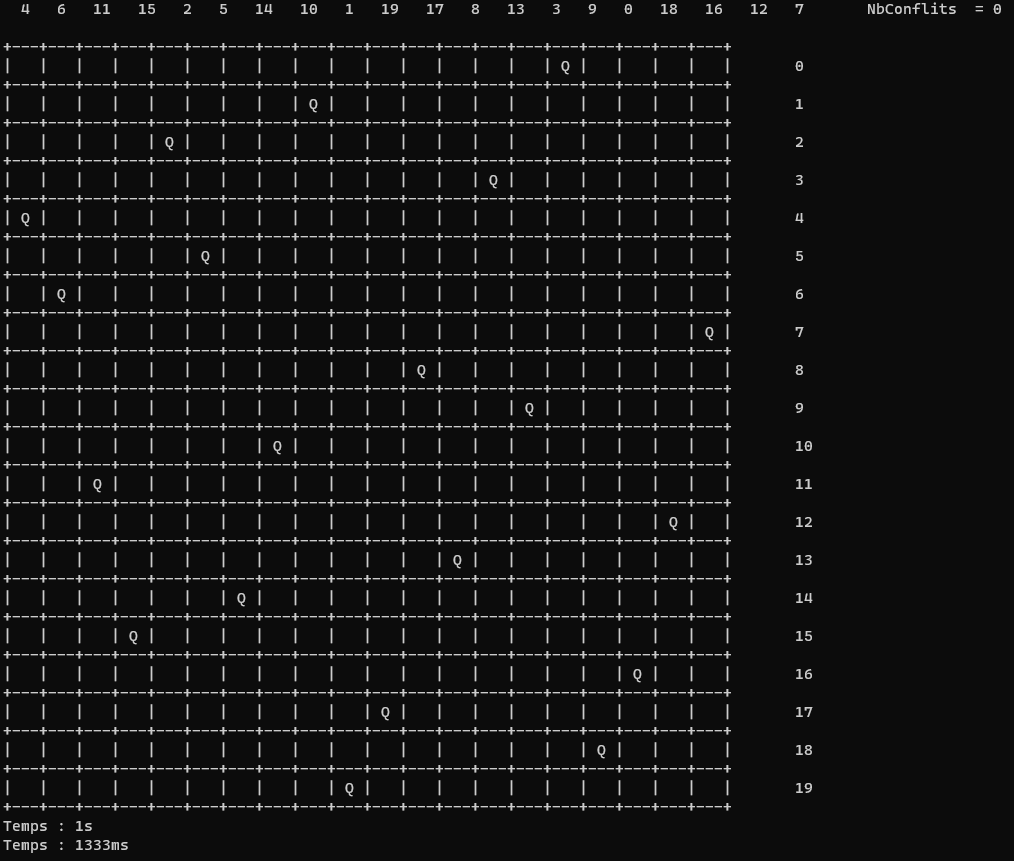 4 6 11 15 2 5 14 10 1 19 17 8 13 3 9 0 18 16 12 7 NbConflits = 0
+---+---+---+---+---+---+---+---+---+---+---+---+---+---+---+---+---+---+---+---+
|   |   |   |   |   |   |   |   |   |   |   |   |   |   |   | Q |   |   |   |   | 0
+---+---+---+---+---+---+---+---+---+---+---+---+---+---+---+---+---+---+---+---+
|   |   |   |   |   |   |   |   | Q |   |   |   |   |   |   |   |   |   |   |   | 1
+---+---+---+---+---+---+---+---+---+---+---+---+---+---+---+---+---+---+---+---+
|   |   |   |   | Q |   |   |   |   |   |   |   |   |   |   |   |   |   |   |   | 2
+---+---+---+---+---+---+---+---+---+---+---+---+---+---+---+---+---+---+---+---+
|   |   |   |   |   |   |   |   |   |   |   |   |   | Q |   |   |   |   |   |   | 3
+---+---+---+---+---+---+---+---+---+---+---+---+---+---+---+---+---+---+---+---+
| Q |   |   |   |   |   |   |   |   |   |   |   |   |   |   |   |   |   |   |   | 4
+---+---+---+---+---+---+---+---+---+---+---+---+---+---+---+---+---+---+---+---+
|   |   |   |   |   | Q |   |   |   |   |   |   |   |   |   |   |   |   |   |   | 5
+---+---+---+---+---+---+---+---+---+---+---+---+---+---+---+---+---+---+---+---+
|   | Q |   |   |   |   |   |   |   |   |   |   |   |   |   |   |   |   |   |   | 6
+---+---+---+---+---+---+---+---+---+---+---+---+---+---+---+---+---+---+---+---+
|   |   |   |   |   |   |   |   |   |   |   |   |   |   |   |   |   |   |   | Q | 7
+---+---+---+---+---+---+---+---+---+---+---+---+---+---+---+---+---+---+---+---+
|   |   |   |   |   |   |   |   |   |   |   | Q |   |   |   |   |   |   |   |   | 8
+---+---+---+---+---+---+---+---+---+---+---+---+---+---+---+---+---+---+---+---+
|   |   |   |   |   |   |   |   |   |   |   |   |   |   | Q |   |   |   |   |   | 9
+---+---+---+---+---+---+---+---+---+---+---+---+---+---+---+---+---+---+---+---+
|   |   |   |   |   |   |   | Q |   |   |   |   |   |   |   |   |   |   |   |   | 10
+---+---+---+---+---+---+---+---+---+---+---+---+---+---+---+---+---+---+---+---+
|   |   | Q |   |   |   |   |   |   |   |   |   |   |   |   |   |   |   |   |   | 11
+---+---+---+---+---+---+---+---+---+---+---+---+---+---+---+---+---+---+---+---+
|   |   |   |   |   |   |   |   |   |   |   |   |   |   |   |   |   |   | Q |   | 12
+---+---+---+---+---+---+---+---+---+---+---+---+---+---+---+---+---+---+---+---+
|   |   |   |   |   |   |   |   |   |   |   |   | Q |   |   |   |   |   |   |   | 13
+---+---+---+---+---+---+---+---+---+---+---+---+---+---+---+---+---+---+---+---+
|   |   |   |   |   |   | Q |   |   |   |   |   |   |   |   |   |   |   |   |   | 14
+---+---+---+---+---+---+---+---+---+---+---+---+---+---+---+---+---+---+---+---+
|   |   |   | Q |   |   |   |   |   |   |   |   |   |   |   |   |   |   |   |   | 15
+---+---+---+---+---+---+---+---+---+---+---+---+---+---+---+---+---+---+---+---+
|   |   |   |   |   |   |   |   |   |   |   |   |   |   |   |   |   | Q |   |   | 16
+---+---+---+---+---+---+---+---+---+---+---+---+---+---+---+---+---+---+---+---+
|   |   |   |   |   |   |   |   |   |   | Q |   |   |   |   |   |   |   |   |   | 17
+---+---+---+---+---+---+---+---+---+---+---+---+---+---+---+---+---+---+---+---+
|   |   |   |   |   |   |   |   |   |   |   |   |   |   |   |   | Q |   |   |   | 18
+---+---+---+---+---+---+---+---+---+---+---+---+---+---+---+---+---+---+---+---+
|   |   |   |   |   |   |   |   |   | Q |   |   |   |   |   |   |   |   |   |   | 19
+---+---+---+---+---+---+---+---+---+---+---+---+---+---+---+---+---+---+---+---+
Temps : 1s
Temps : 1333ms